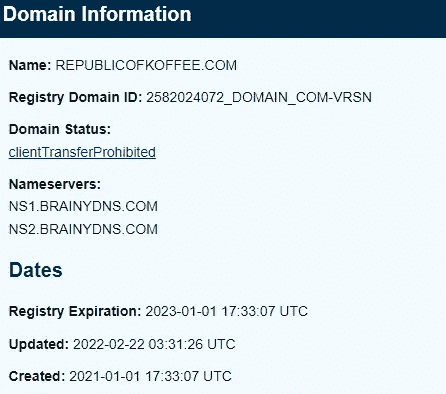 Domain Information
Name: REPUBLICOFKOFFEE.COM
Registry Domain ID: 2582024072_DOMAIN_COM-VRSN
Domain Status:
clientTransferProhibited
Nameservers:
NS1.BRAINYDNS.COM
NS2.BRAINYDNS.COM
Dates
Registry Expiration: 2023-01-01 17:33:07 UTC
Updated: 2022-02-22 03:31:26 UTC
Created: 2021-01-01 17:33:07 UTC